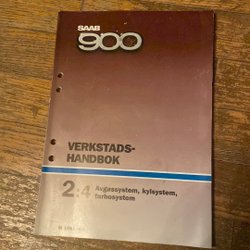 SAAB
900
VERKSTADS-
HANDBOK
2:4 Avgassystem, kylsystem,
turbosystem